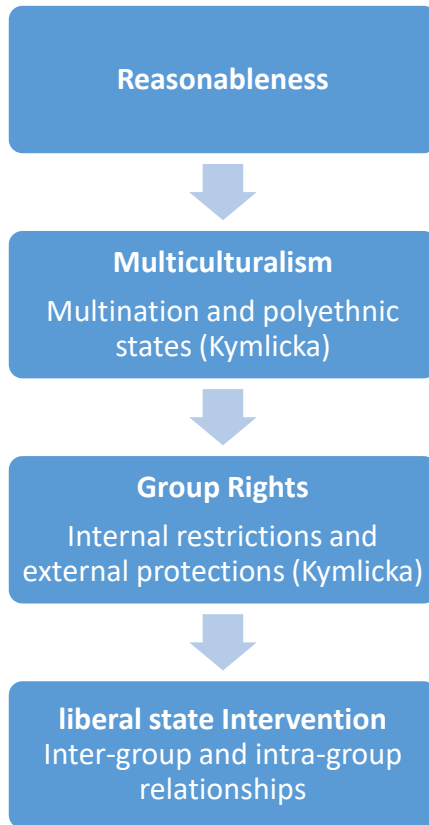 Reasonableness
Multiculturalism
Multination and polyethnic
states (Kymlicka)
Group Rights
Internal restrictions and
external protections (Kymlicka)
liberal state Intervention
Inter-group and intra-group
relationships